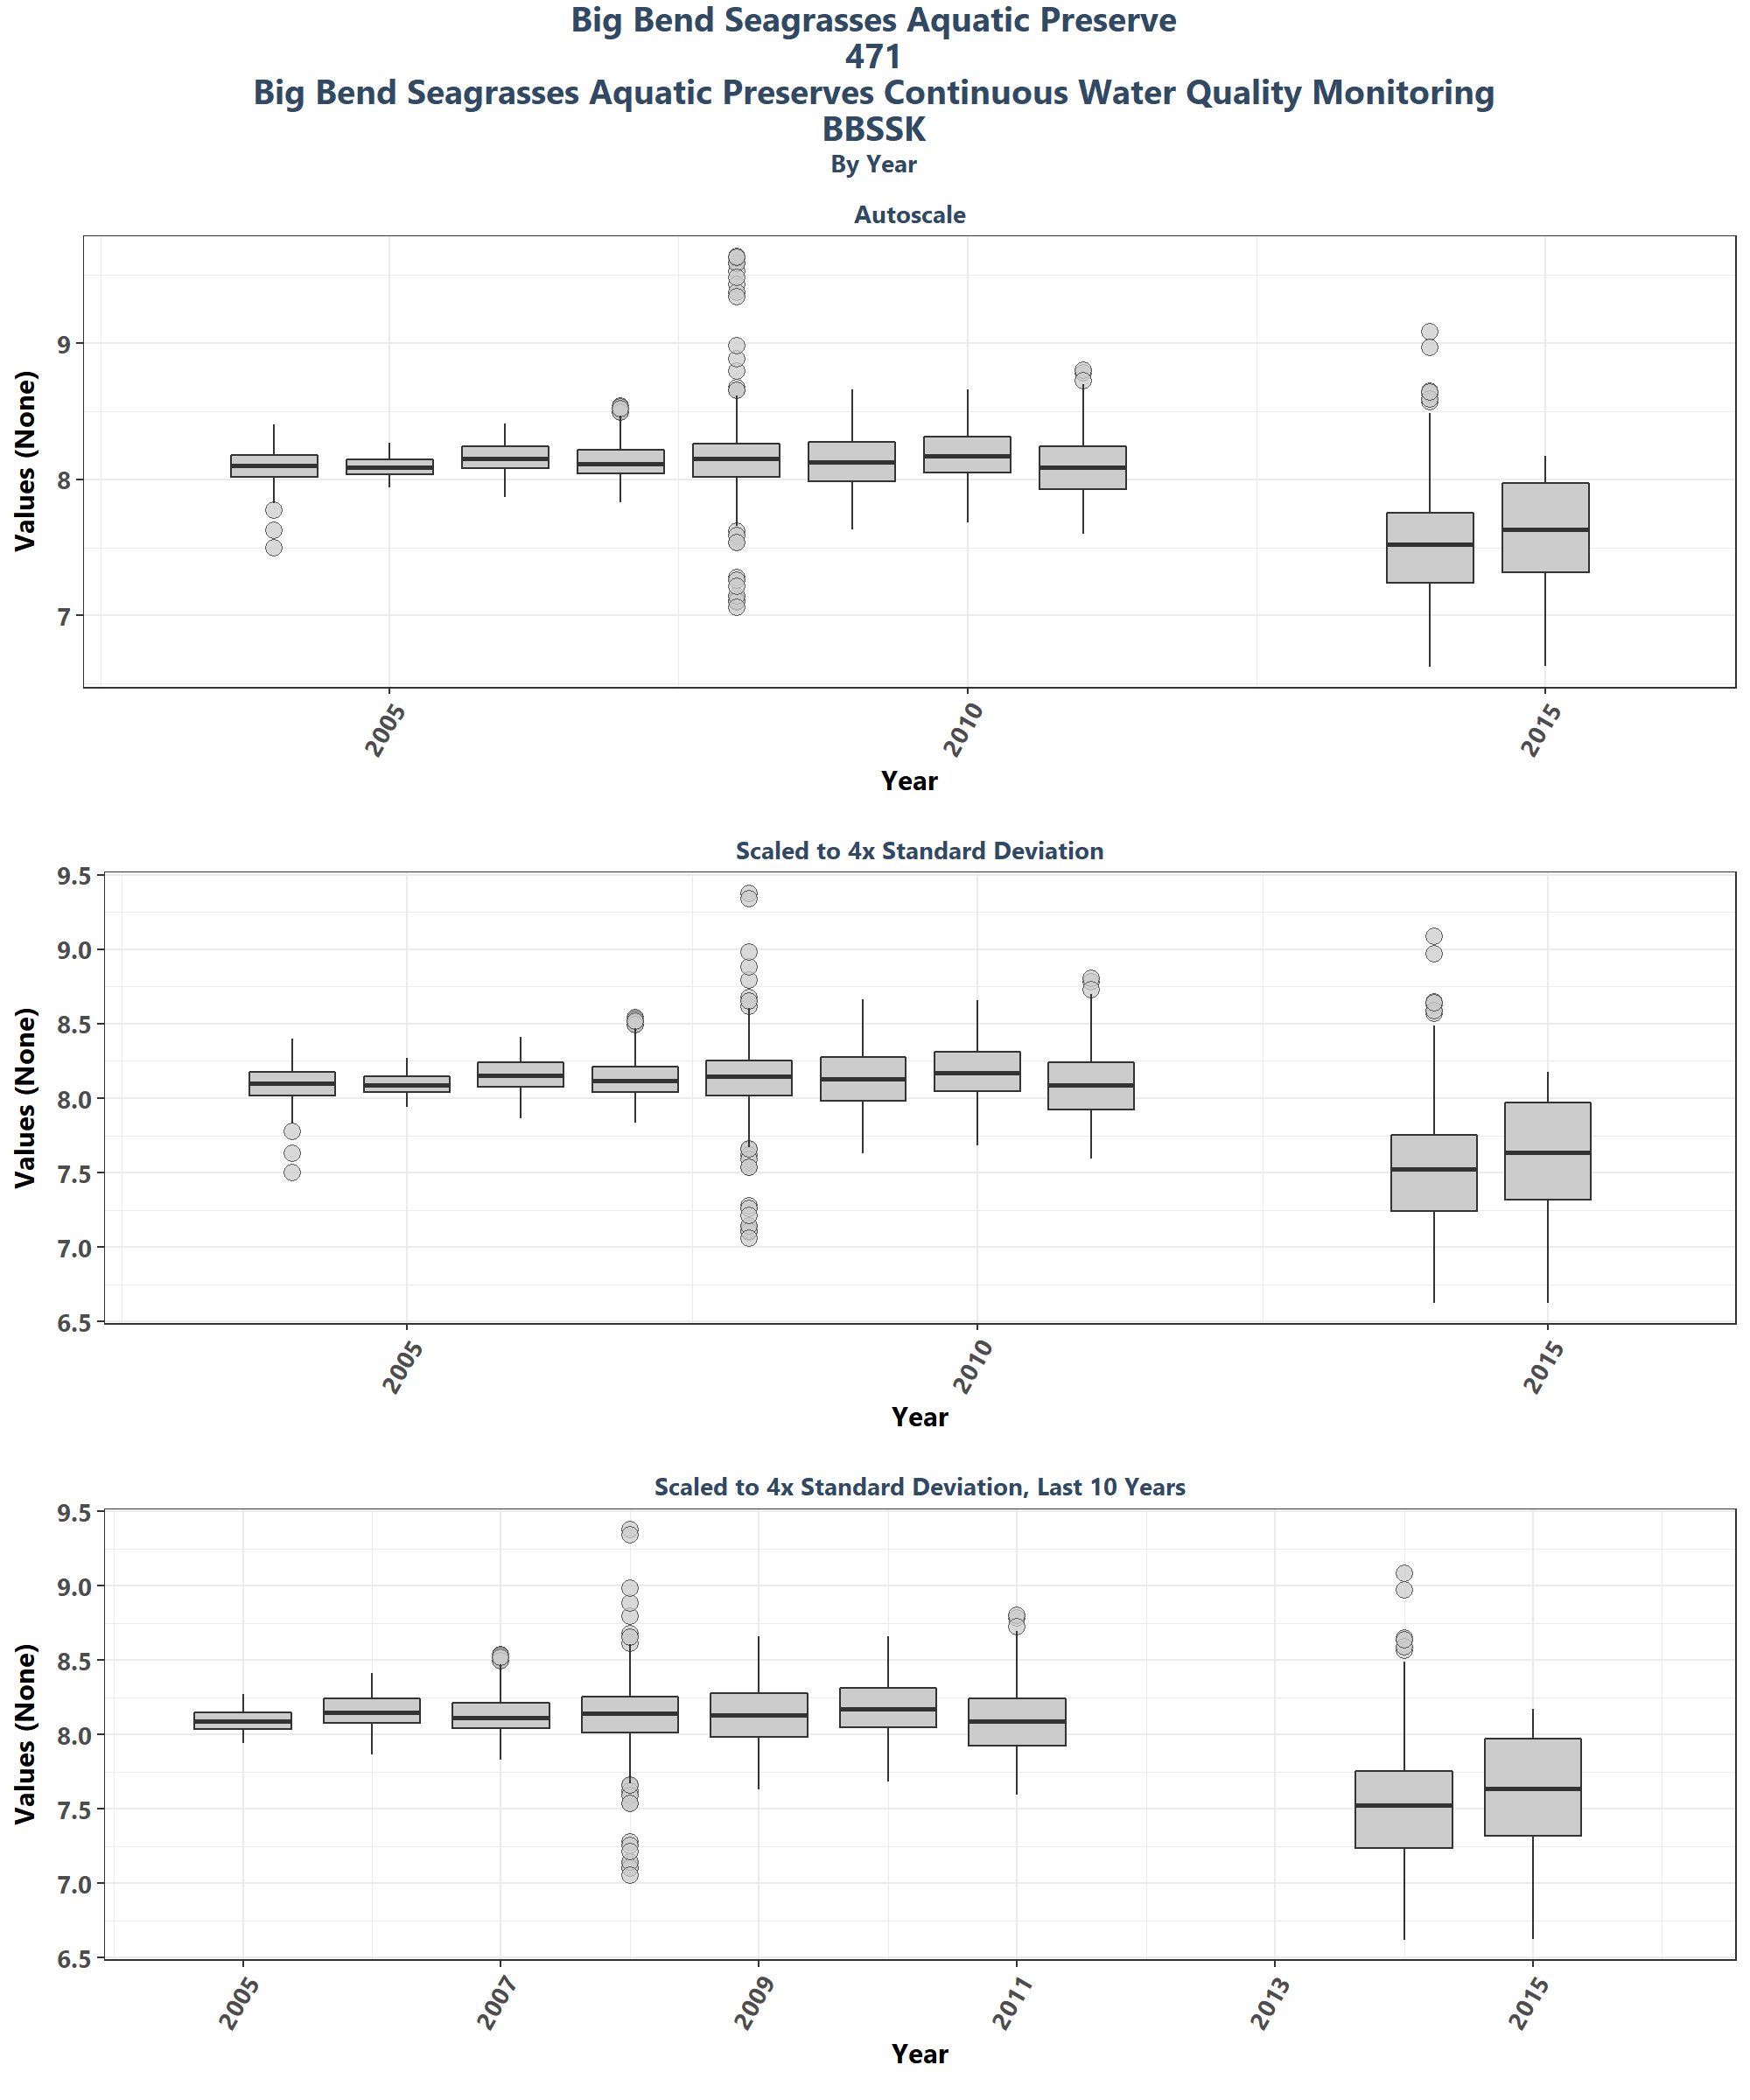 Big Bend Seagrasses Aquatic Preserve
471
Big Bend Seagrasses Aquatic Preserves Continuous Water Quality Monitoring
BBSSK
By Year
Autoscale
Values (None)
9
8
7
2005
2010
2015
Year
Scaled to 4x Standard Deviation
Values (None)
9.5
9.0
8.5
8.0
7.5
7.0
6.5
2005
2010
2015
Year
Scaled to 4x Standard Deviation, Last 10 Years
Values (None)
9.5
9.0
8.5
8.0
7.5
7.0
6.5
2005
2007
2009
2011
2013
2015
Year